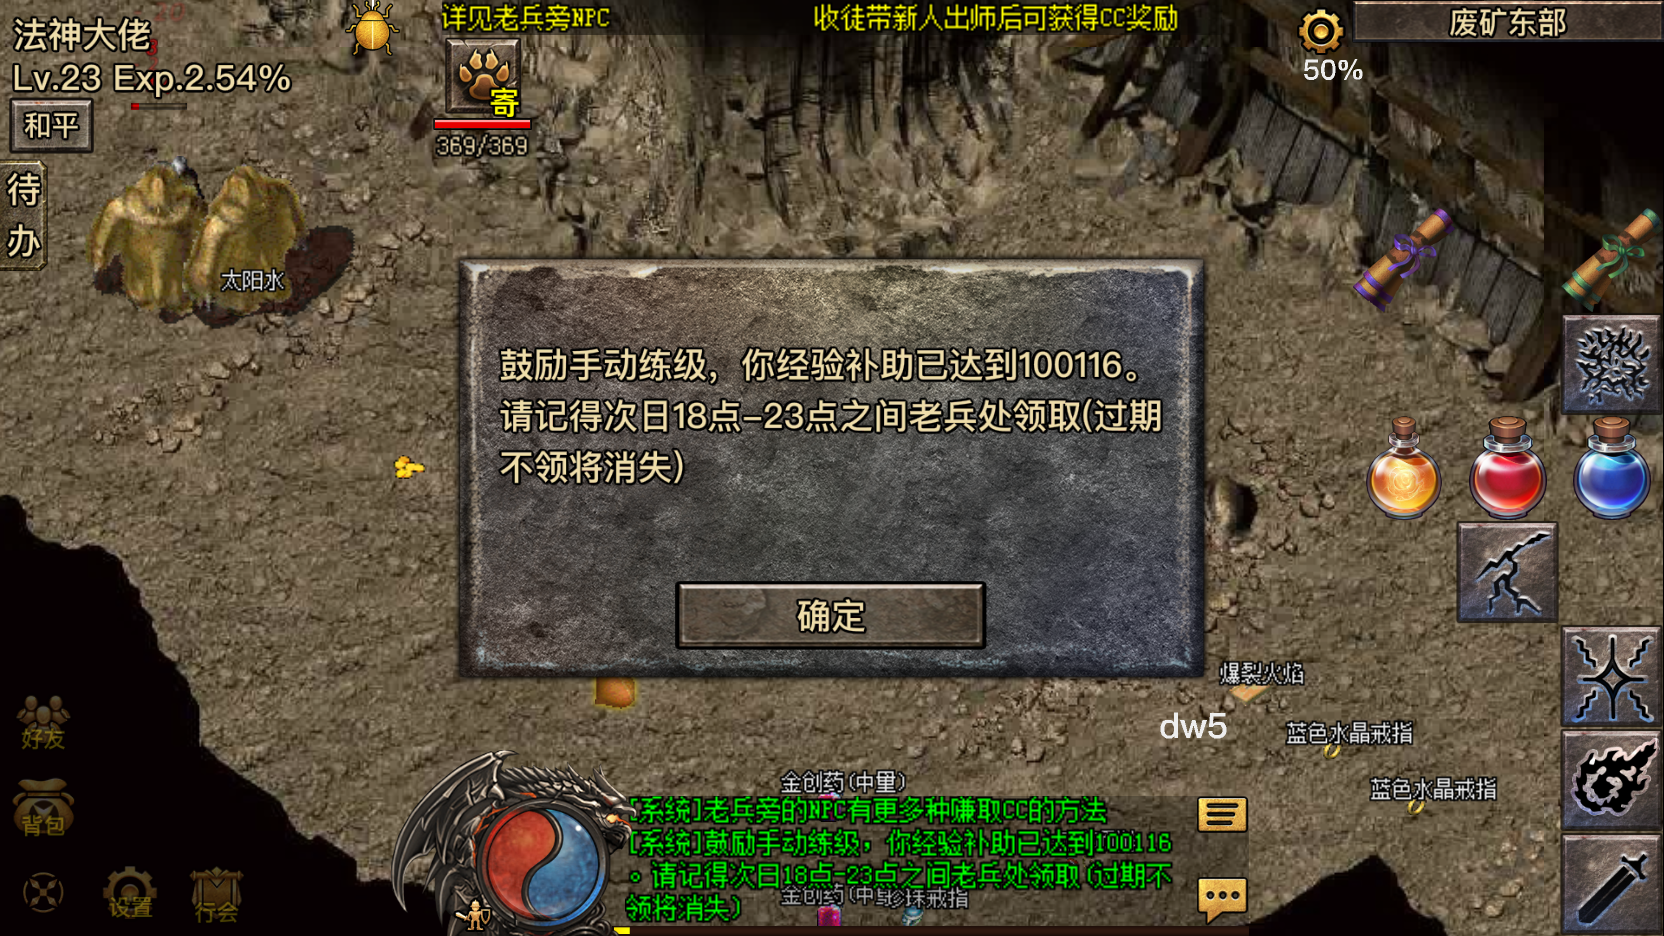 法神大佬
Lv.23 Exp.2.54%
和平
待办
详见老兵旁NPC
收徒带新人出师后可获得CC奖励
寄
369/369
50%
废矿东部
太阳水
鼓励手动练级，你经验补助已达到100116。
请记得次日18点-23点之间老兵处领取(过期
不领将消失)
确定
爆裂火焰
dw5
蓝色水晶戒指
蓝色水晶戒指
好友
背包
设置
行会
金创药(中量)
[系统]老兵旁的NPC有更多种赚取CC的方法
[系统]鼓励手动练级，你经验补助已达到100116
。请记得次日18点-23点之间老兵处领取(过期不
领将消失)